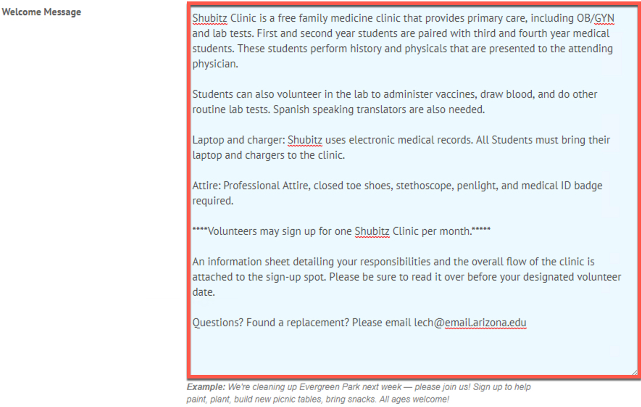 Welcome Message
Shubitz Clinic is a free family medicine clinic that provides primary care, including OB/GYN
and lab tests. First and second year students are paired with third and fourth year medical
students. These students perform history and physicals that are presented to the attending
physician.
Students can also volunteer in the lab to administer vaccines, draw blood, and do other
routine lab tests. Spanish speaking translators are also needed.
Laptop and charger: Shubitz uses electronic medical records. All Students must bring their
laptop and chargers to the clinic.
Attire: Professional Attire, closed toe shoes, stethoscope, penlight, and medical ID badge
required.
****Volunteers may sign up for one Shubitz Clinic per month.*****
An information sheet detailing your responsibilities and the overall flow of the clinic is
attached to the sign-up spot. Please be sure to read it over before your designated volunteer
date.
Questions? Found a replacement? Please email lech@email.arizona.edu
Example: We're cleaning up Evergreen Park next week — please join us! Sign up to help
paint, plant, build new picnic tables, bring snacks. All ages welcome!